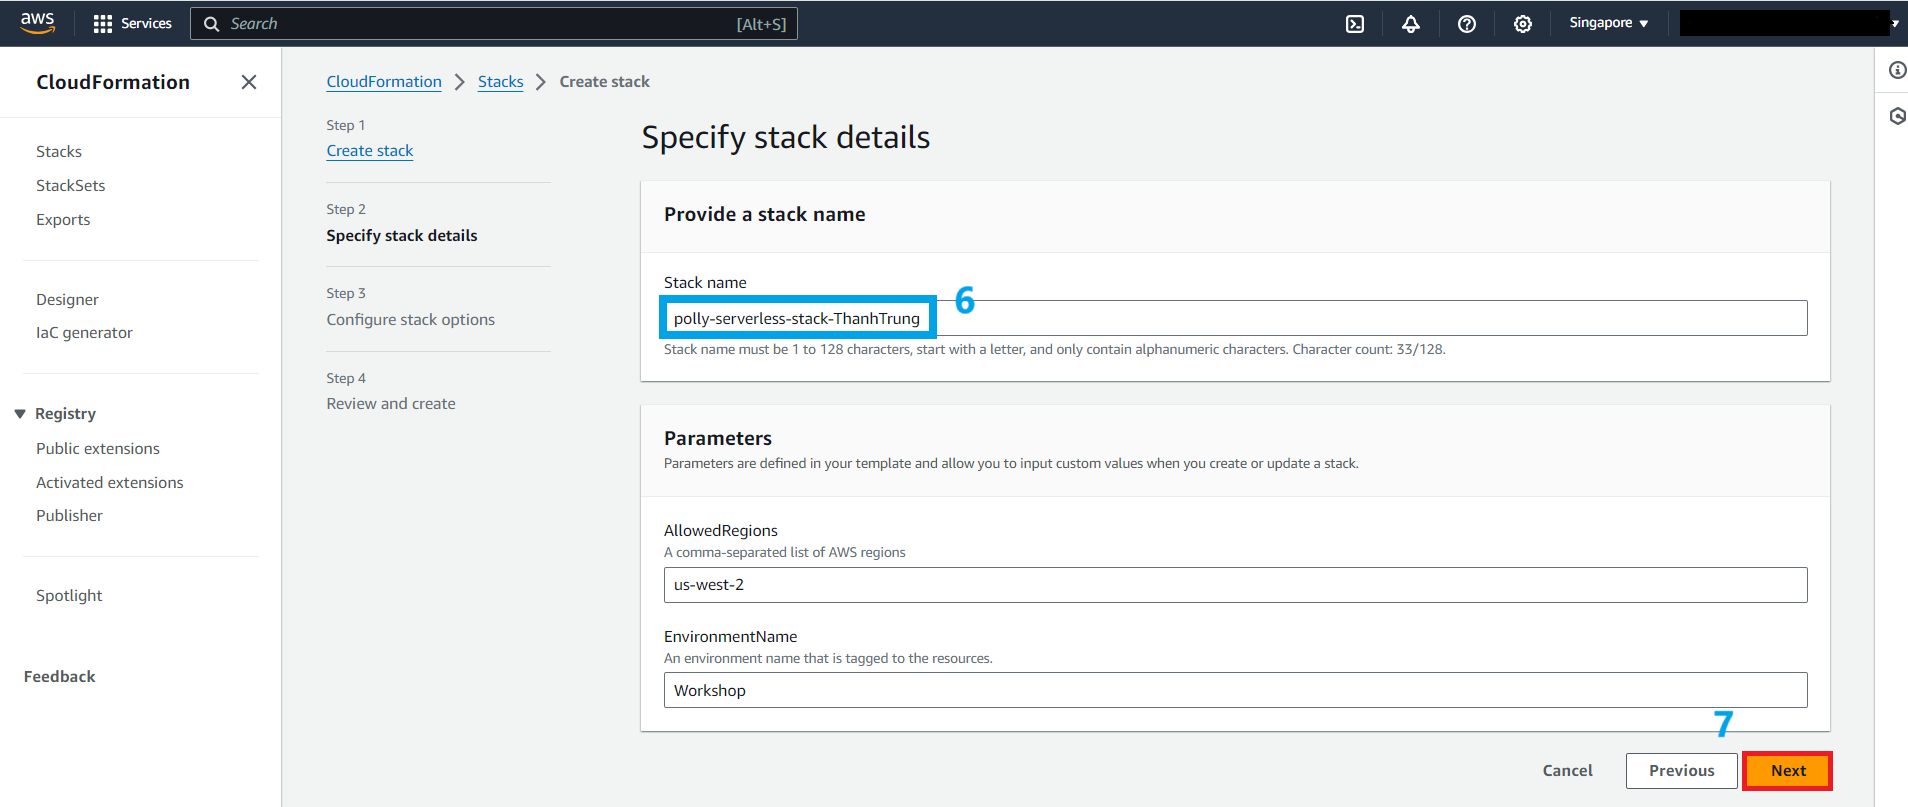 aws Services Search [Alt+S] Singapore
CloudFormation
Stacks
StackSets
Exports
Designer
IaC generator
Registry
Public extensions
Activated extensions
Publisher
Spotlight
Feedback
CloudFormation > Stacks > Create stack
Step 1
Create stack
Step 2
Specify stack details
Step 3
Configure stack options
Step 4
Review and create
Specify stack details
Provide a stack name
Stack name
6
polly-serverless-stack-ThanhTrung
Stack name must be 1 to 128 characters, start with a letter, and only contain alphanumeric characters. Character count: 33/128.
Parameters
Parameters are defined in your template and allow you to input custom values when you create or update a stack.
AllowedRegions
A comma-separated list of AWS regions
us-west-2
EnvironmentName
An environment name that is tagged to the resources.
Workshop
7
Cancel Previous Next